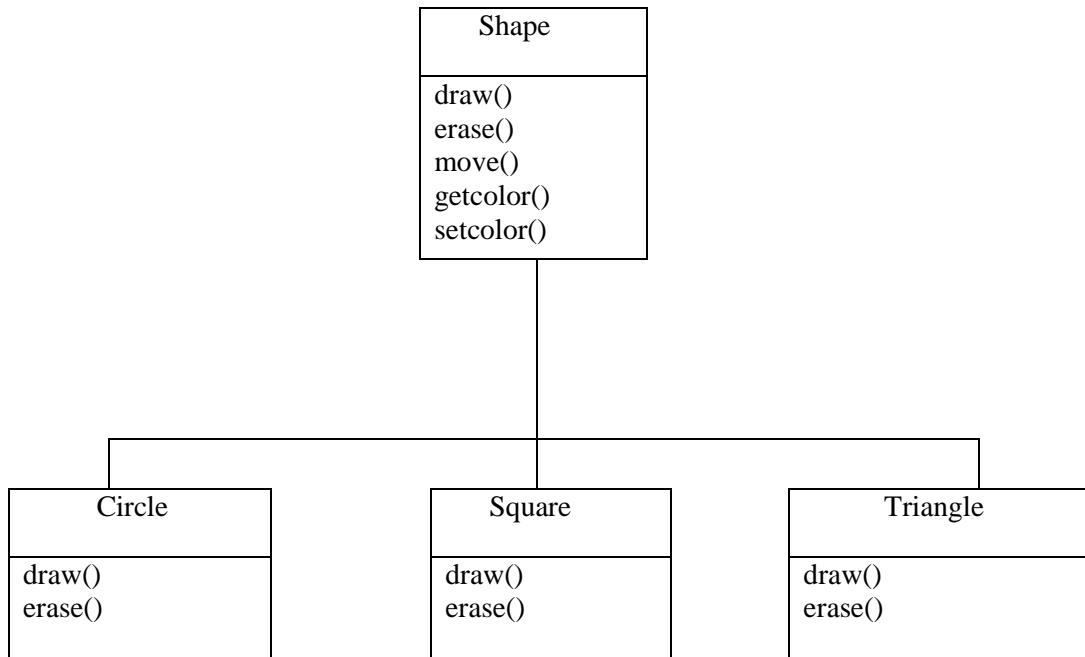 Shape
draw()
erase()
move()
getcolor()
setcolor()
Circle
draw()
erase()
Square
draw()
erase()
Triangle
draw()
erase()